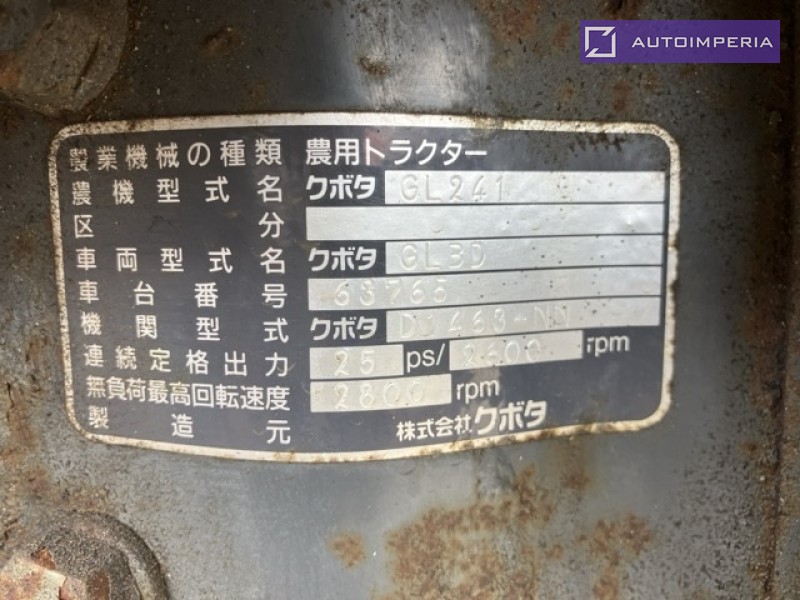 AUTOIMPERIA
農業機械の種類 農用トラクター
農機型式名 クボタ GL241
区分
車両型式名 クボタ GL3D
車台番号 63765
機関型式 クボタ D1463-NN
連続定格出力 25 ps/ 2600 rpm
無負荷最高回転速度 2800 rpm
製造元 株式会社クボタ